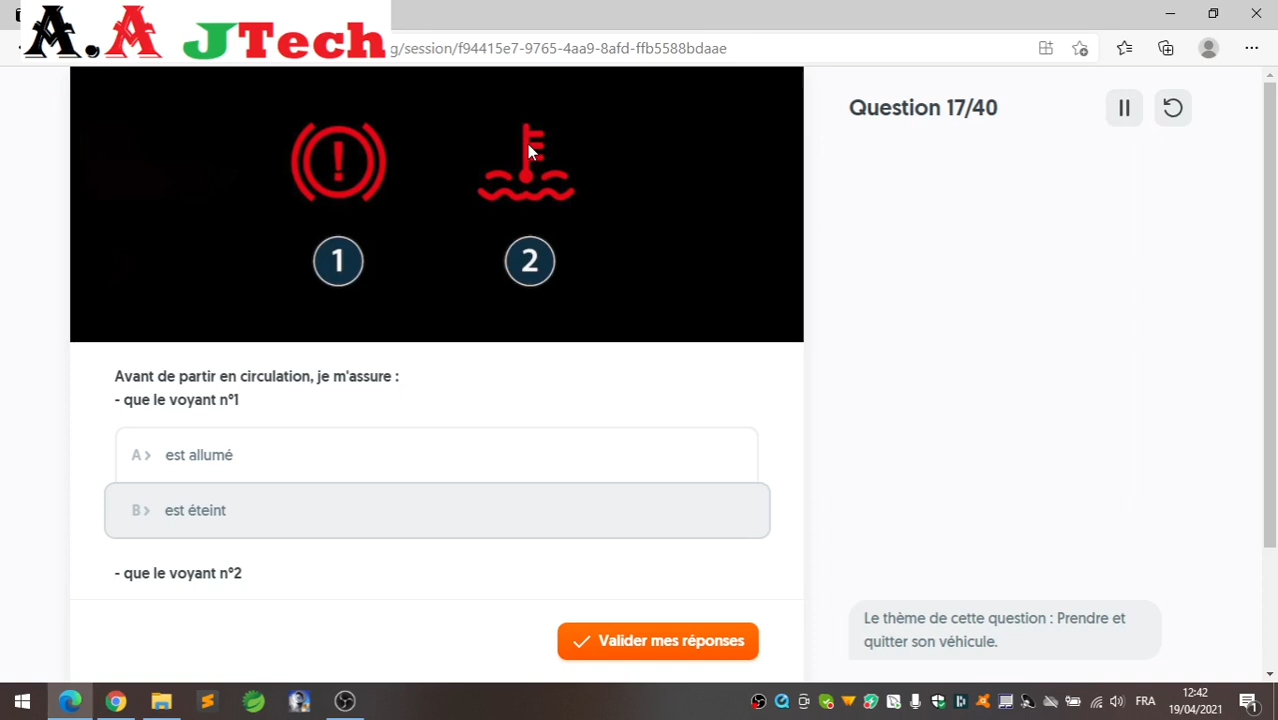 A.A JTech
g/session/f94415e7-9765-4aa9-8afd-ffb5588bdaae
Question 17/40
!
1
2
Avant de partir en circulation, je m'assure :
- que le voyant n°1
A est allumé
B est éteint
- que le voyant n°2
Valider mes réponses
Le thème de cette question : Prendre et
quitter son véhicule.
FRA
12:42
19/04/2021
1